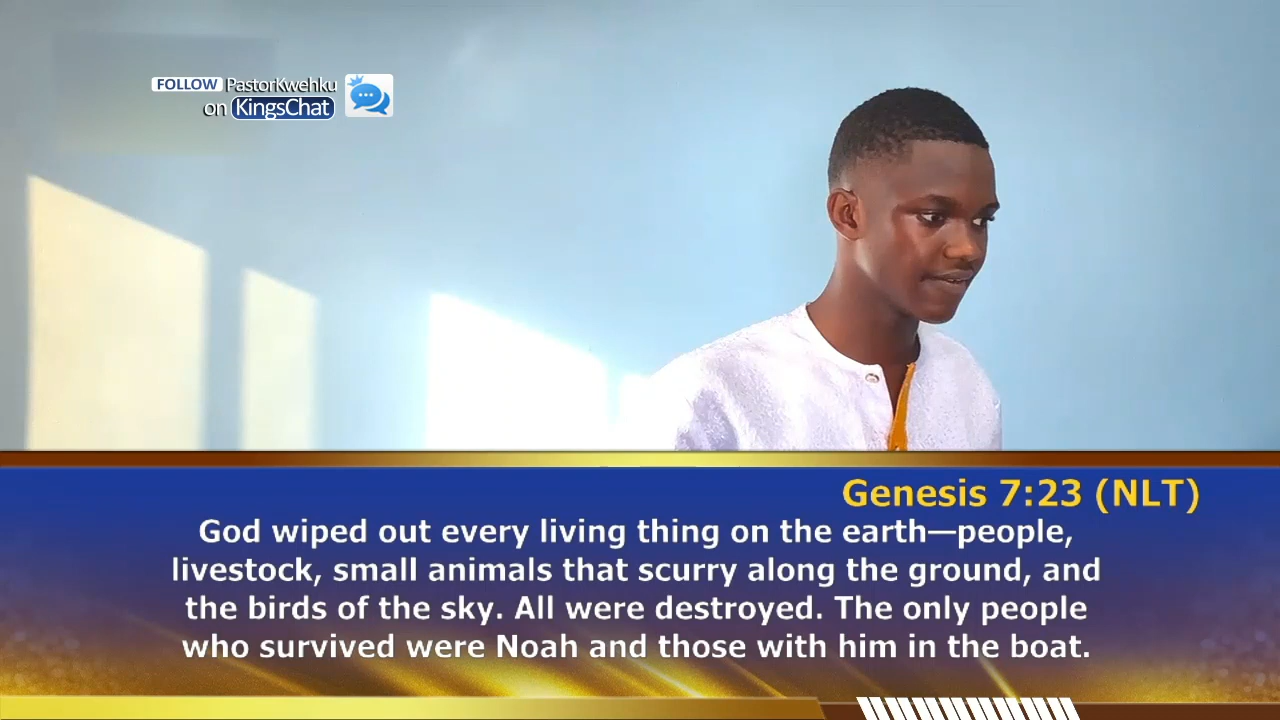 FOLLOW PastorKwehku
on KingsChat
Genesis 7:23 (NLT)
God wiped out every living thing on the earth—people,
livestock, small animals that scurry along the ground, and
the birds of the sky. All were destroyed. The only people
who survived were Noah and those with him in the boat.